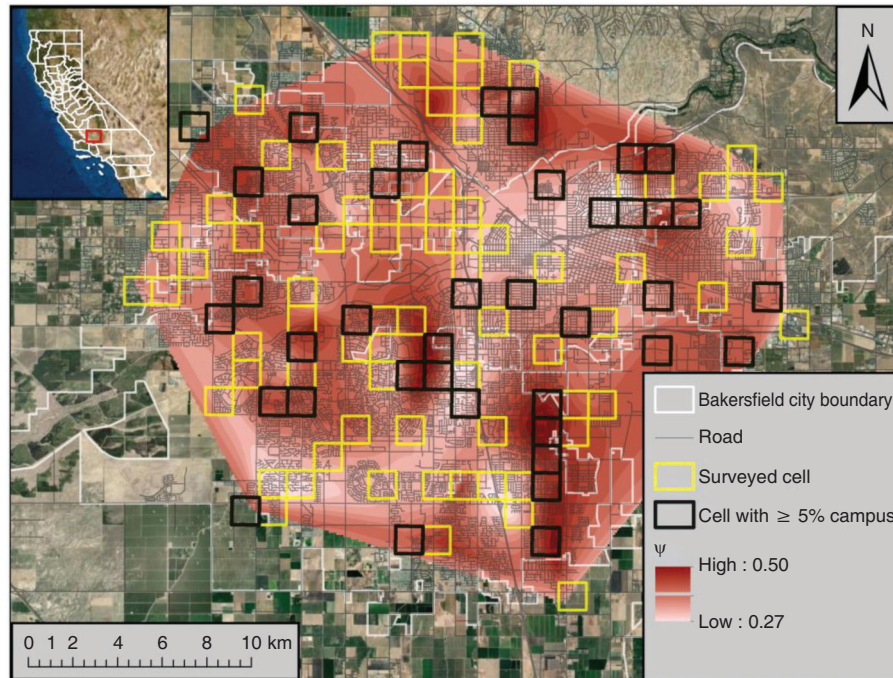 N
Bakersfield city boundary
Road
Surveyed cell
Cell with ≥ 5% campus
ψ
High : 0.50
Low : 0.27
0 1 2 4 6 8 10 km